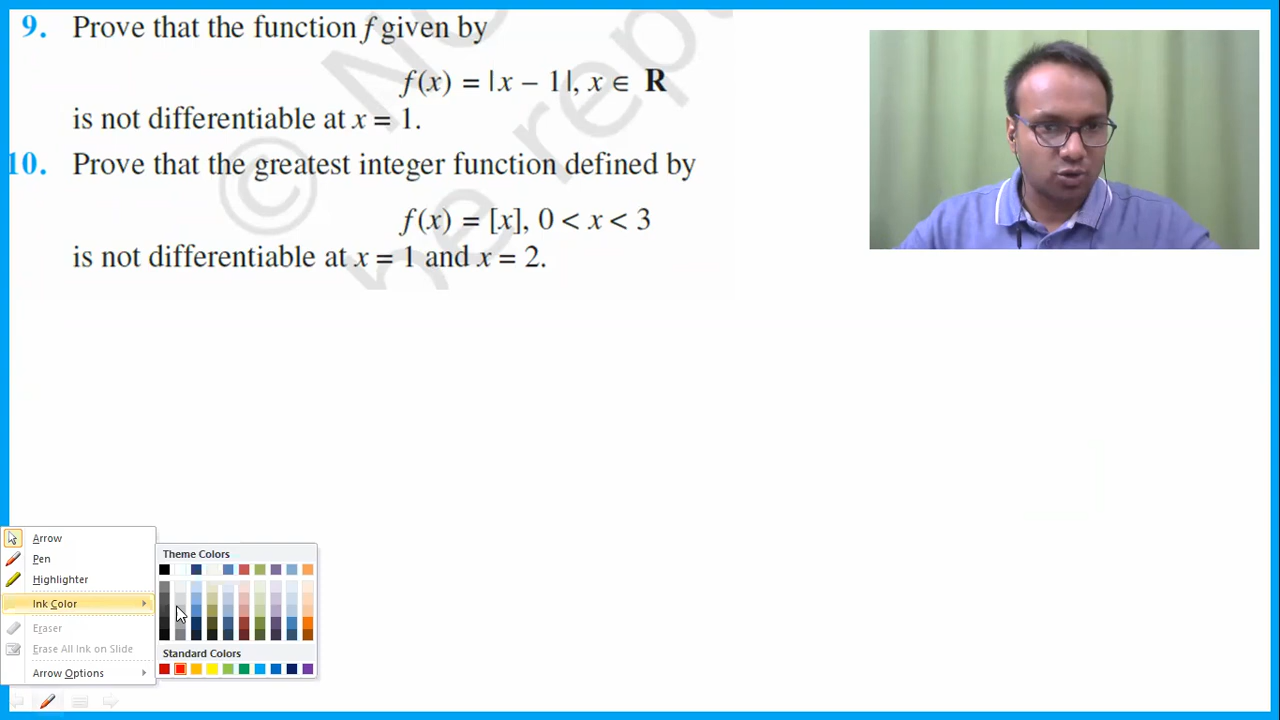 9. Prove that the function f given by
f(x) = |x – 1|, x ∈ R
is not differentiable at x = 1.
10. Prove that the greatest integer function defined by
f(x) = [x], 0 < x < 3
is not differentiable at x = 1 and x = 2.
©
he rep
Arrow
Pen
Highlighter
Ink Color
Eraser
Erase All Ink on Slide
Arrow Options
Theme Colors
Standard Colors